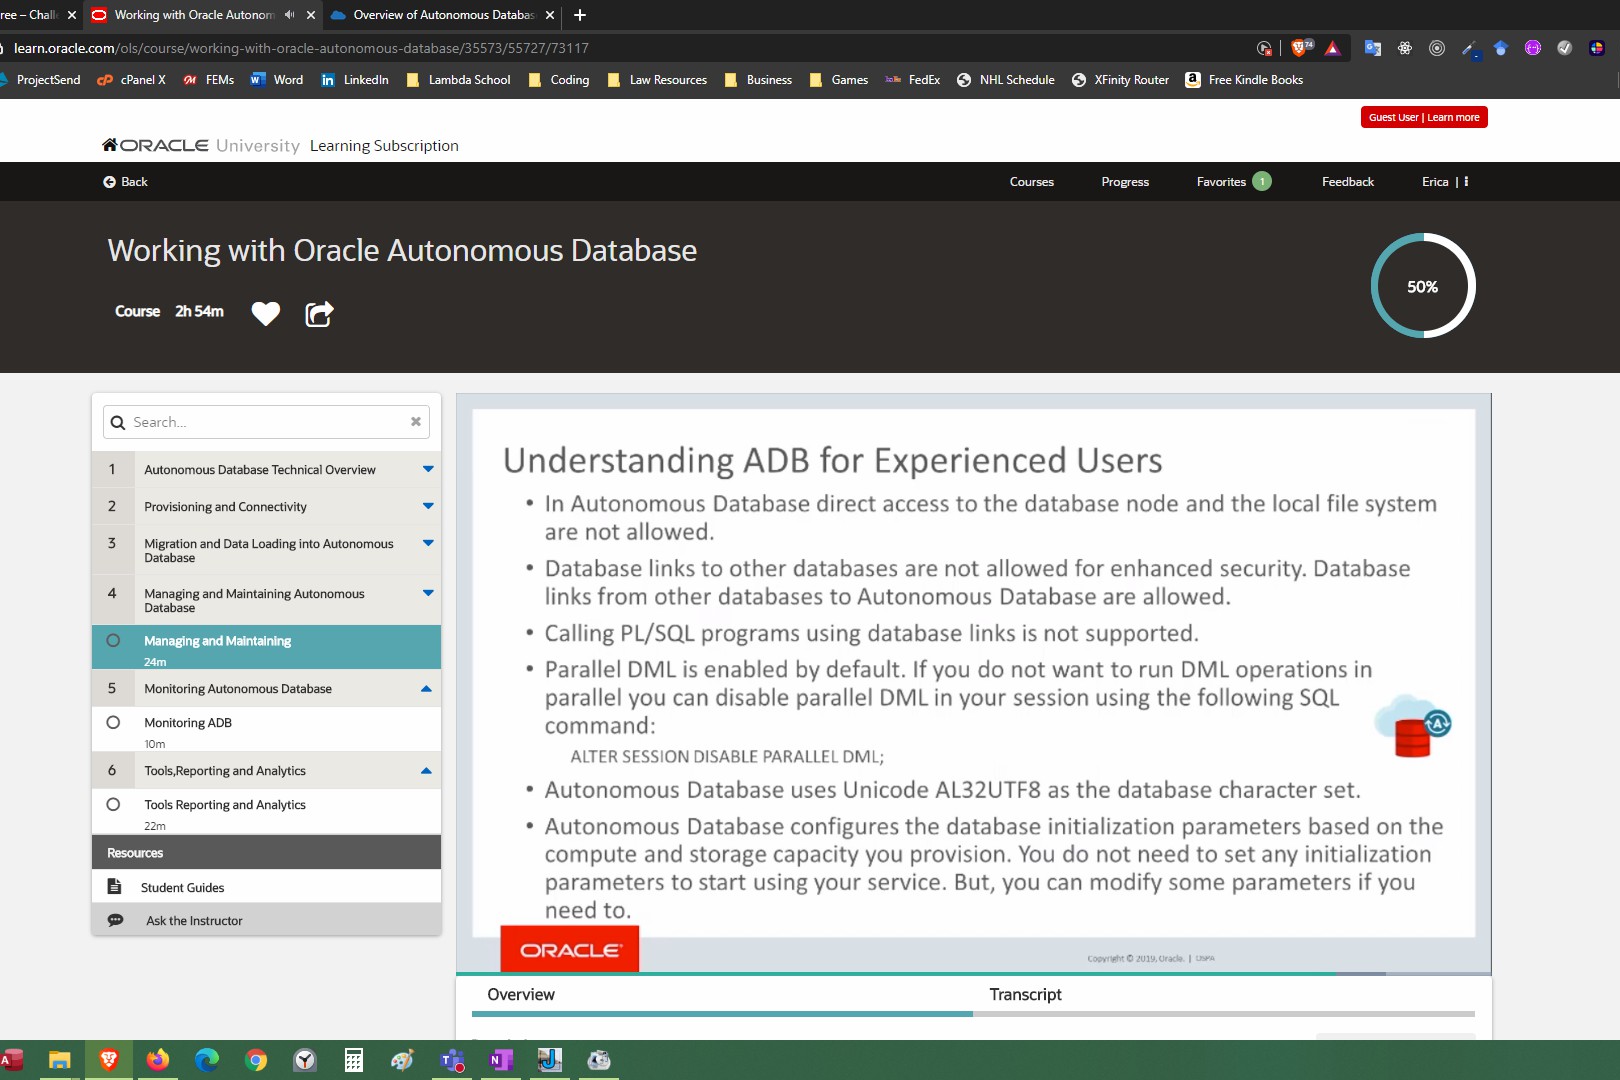 ree – Chall
Working with Oracle Autonom
Overview of Autonomous Databas
learn.oracle.com/ols/course/working-with-oracle-autonomous-database/35573/55727/73117
74
ProjectSend
cPanel X
FEMs
Word
LinkedIn
Lambda School
Coding
Law Resources
Business
Games
FedEx
NHL Schedule
XFinity Router
Free Kindle Books
Guest User | Learn more
ORACLE University Learning Subscription
Back
Courses
Progress
Favorites 1
Feedback
Erica |
Working with Oracle Autonomous Database
Course 2h 54m
50%
Search...
1 Autonomous Database Technical Overview
2 Provisioning and Connectivity
3 Migration and Data Loading into Autonomous
Database
4 Managing and Maintaining Autonomous
Database
Managing and Maintaining
24m
5 Monitoring Autonomous Database
Monitoring ADB
10m
6 Tools,Reporting and Analytics
Tools Reporting and Analytics
22m
Resources
Student Guides
Ask the Instructor
Understanding ADB for Experienced Users
• In Autonomous Database direct access to the database node and the local file system
are not allowed.
• Database links to other databases are not allowed for enhanced security. Database
links from other databases to Autonomous Database are allowed.
• Calling PL/SQL programs using database links is not supported.
• Parallel DML is enabled by default. If you do not want to run DML operations in
parallel you can disable parallel DML in your session using the following SQL
command:
ALTER SESSION DISABLE PARALLEL DML;
• Autonomous Database uses Unicode AL32UTF8 as the database character set.
• Autonomous Database configures the database initialization parameters based on the
compute and storage capacity you provision. You do not need to set any initialization
parameters to start using your service. But, you can modify some parameters if you
need to.
A
ORACLE
Copyright © 2019, Oracle. |
Overview
Transcript